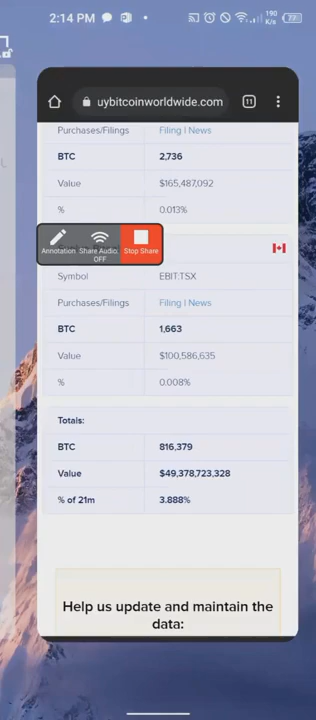 2:14 PM
190
K/s
uybitcoinworldwide.com
11
Purchases/Filings Filing | News
BTC 2,736
Value $165,487,092
% 0.013%
Annotation Share Audio OFF Stop Share
Symbol EBIT:TSX
Purchases/Filings Filing | News
BTC 1,663
Value $100,586,635
% 0.008%
Totals:
BTC 816,379
Value $49,378,723,328
% of 21m 3.888%
Help us update and maintain the
data: